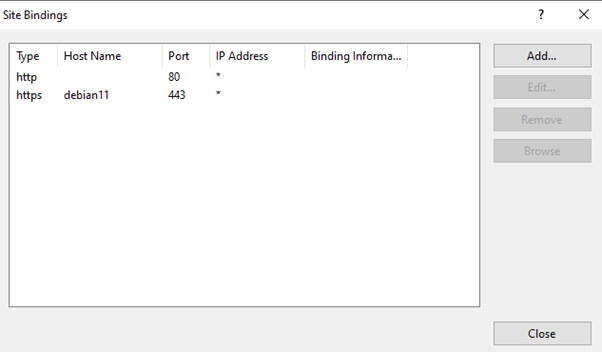 Site Bindings ? ×
Type Host Name Port IP Address Binding Informa...
http 80 *
https debian11 443 *
Add...
Edit...
Remove
Browse
Close